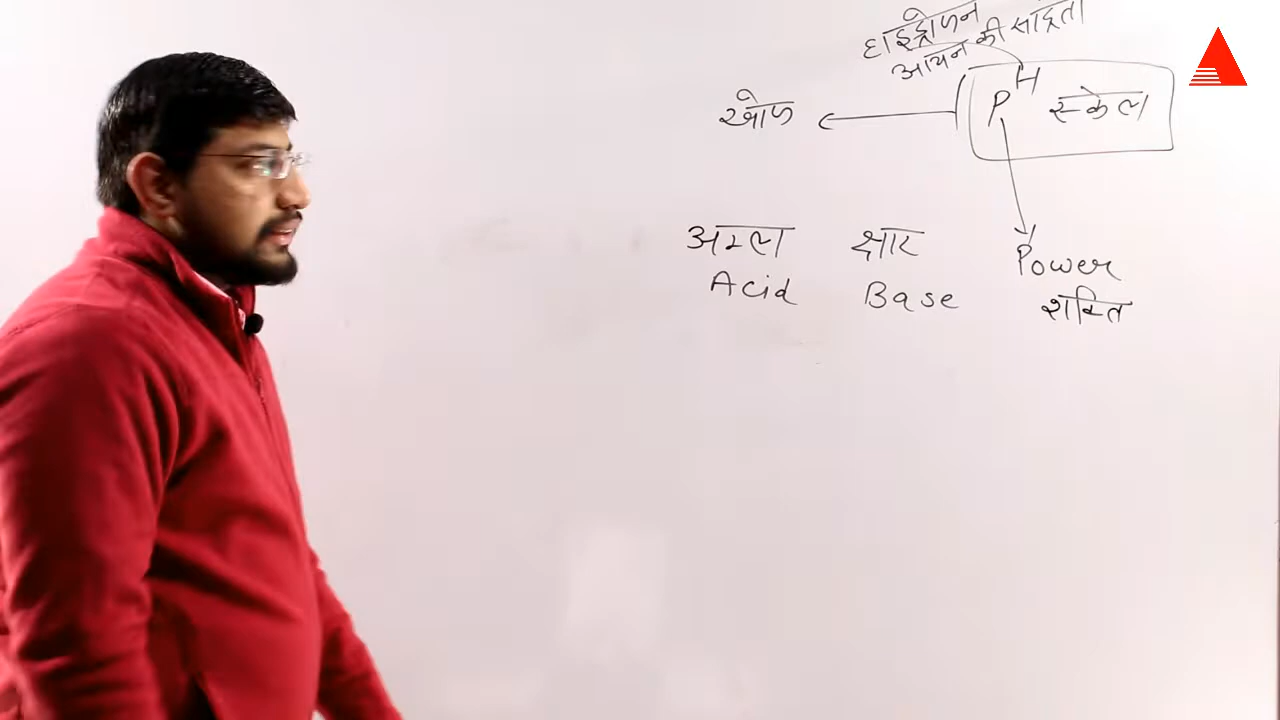 हाइड्रोजन
आयन की सांद्रता
खोज
PH स्केल
अम्ल क्षार
Acid Base
Power
शक्ति